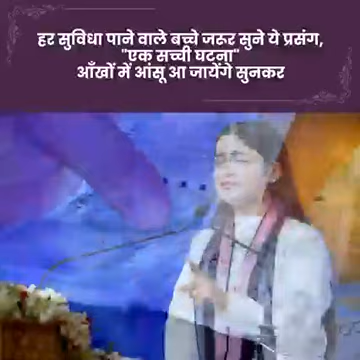 हर सुविधा पाने वाले बच्चे जरूर सुने ये प्रसंग,
"एक सच्ची घटना"
आँखों में आंसू आ जायेंगे सुनकर